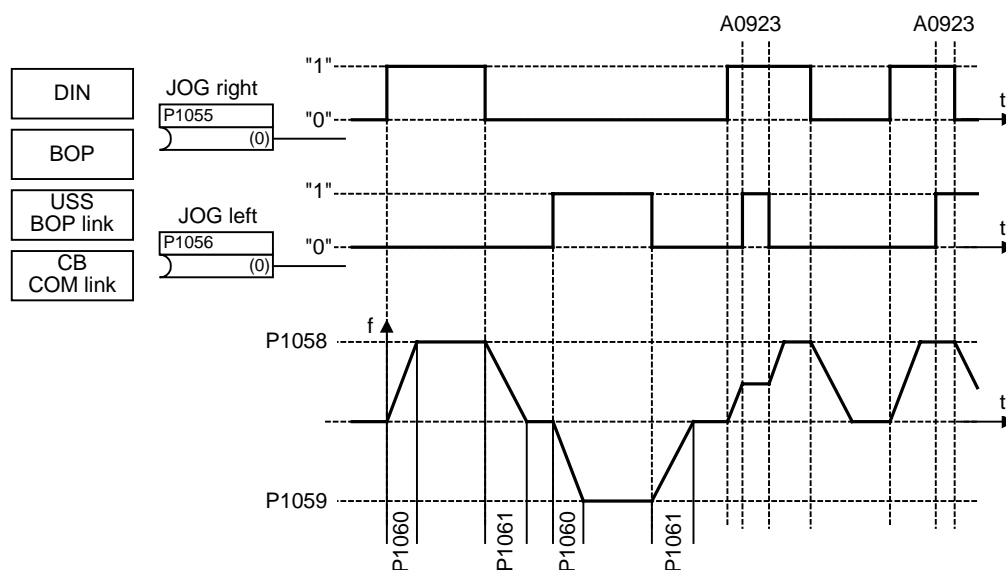 A0923 A0923
DIN
BOP
USS
BOP link
CB
COM link
JOG right
P1055
(0)
"1"
"0"
t
JOG left
P1056
(0)
"1"
"0"
t
f
P1058
t
P1059
P1060
P1061
P1060
P1061